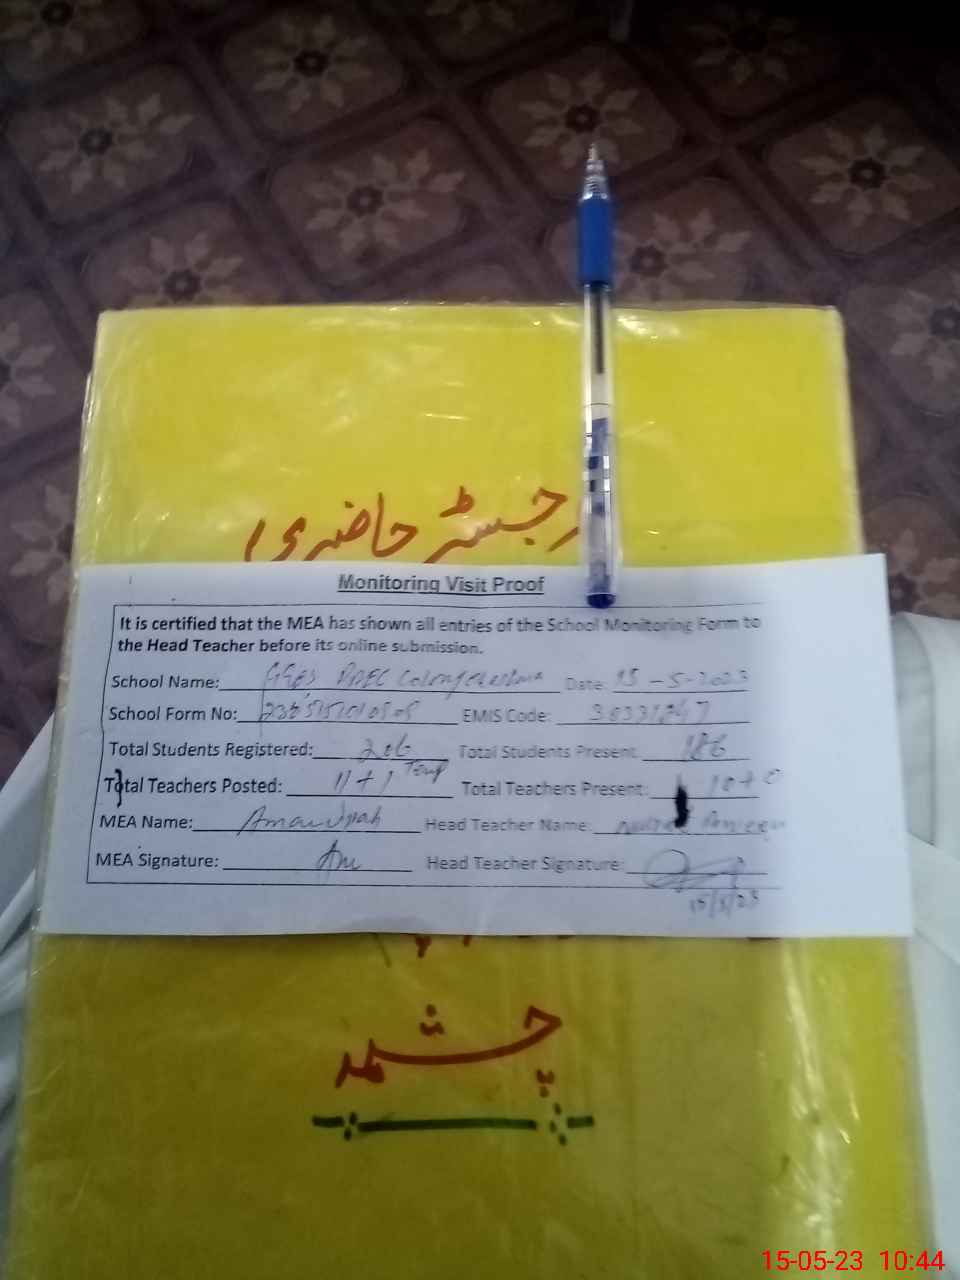 رجسٹر حاضری
Monitoring Visit Proof
It is certified that the MEA has shown all entries of the School Monitoring Form to
the Head Teacher before its online submission.
School Name: Date: 15-5-2023
School Form No: EMIS Code:
Total Students Registered: 206 Total Students Present: 186
Total Teachers Posted: 11+1 Temp Total Teachers Present: 10+0
MEA Name: Head Teacher Name:
MEA Signature: Head Teacher Signature:
15/5/23
چشمہ
15-05-23 10:44